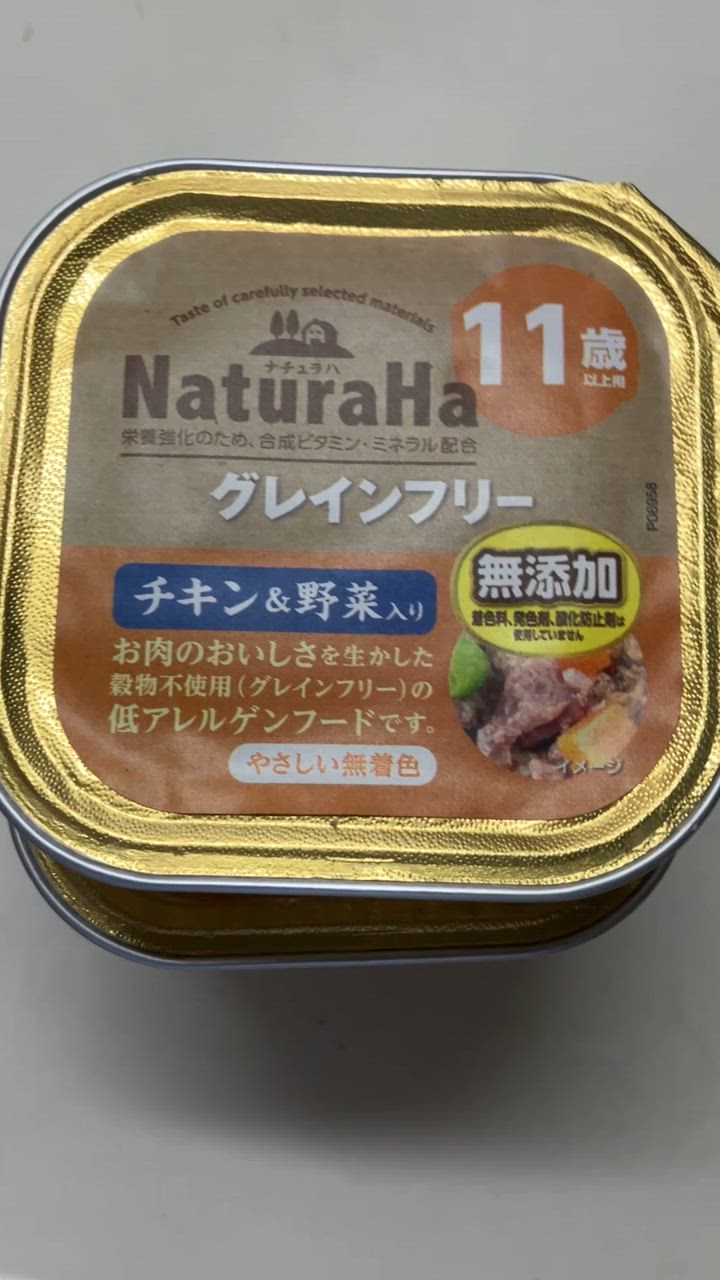 Taste of carefully selected materials
11歳
以上用
ナチュラハ
NaturaHa
栄養強化のため、合成ビタミン・ミネラル配合
グレインフリー
P06958
無添加
着色料、発色剤、酸化防止剤は
使用していません
チキン&野菜入り
お肉のおいしさを生かした
穀物不使用(グレインフリー)の
低アレルゲンフードです。
やさしい無着色
イメージ